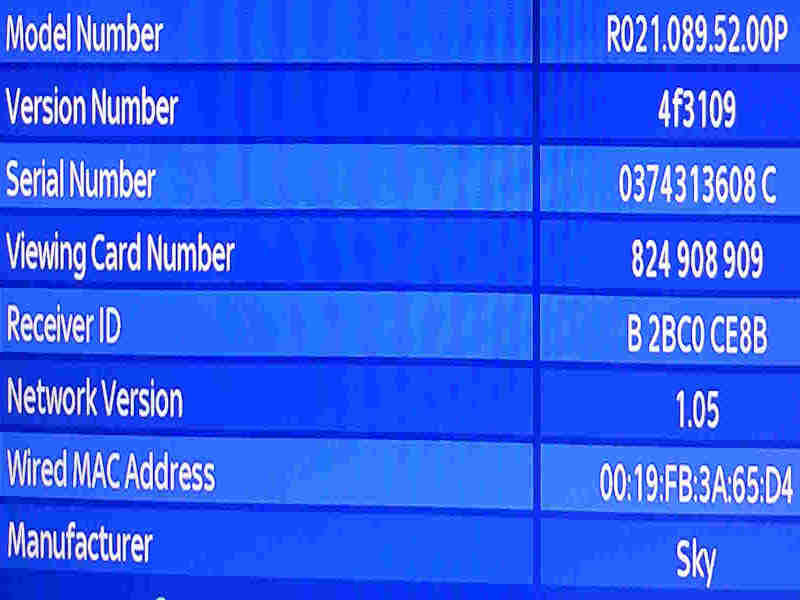 Model Number R021.089.52.00P
Version Number 4f3109
Serial Number 0374313608 C
Viewing Card Number 824 908 909
Receiver ID B 2BC0 CE8B
Network Version 1.05
Wired MAC Address 00:19:FB:3A:65:D4
Manufacturer Sky